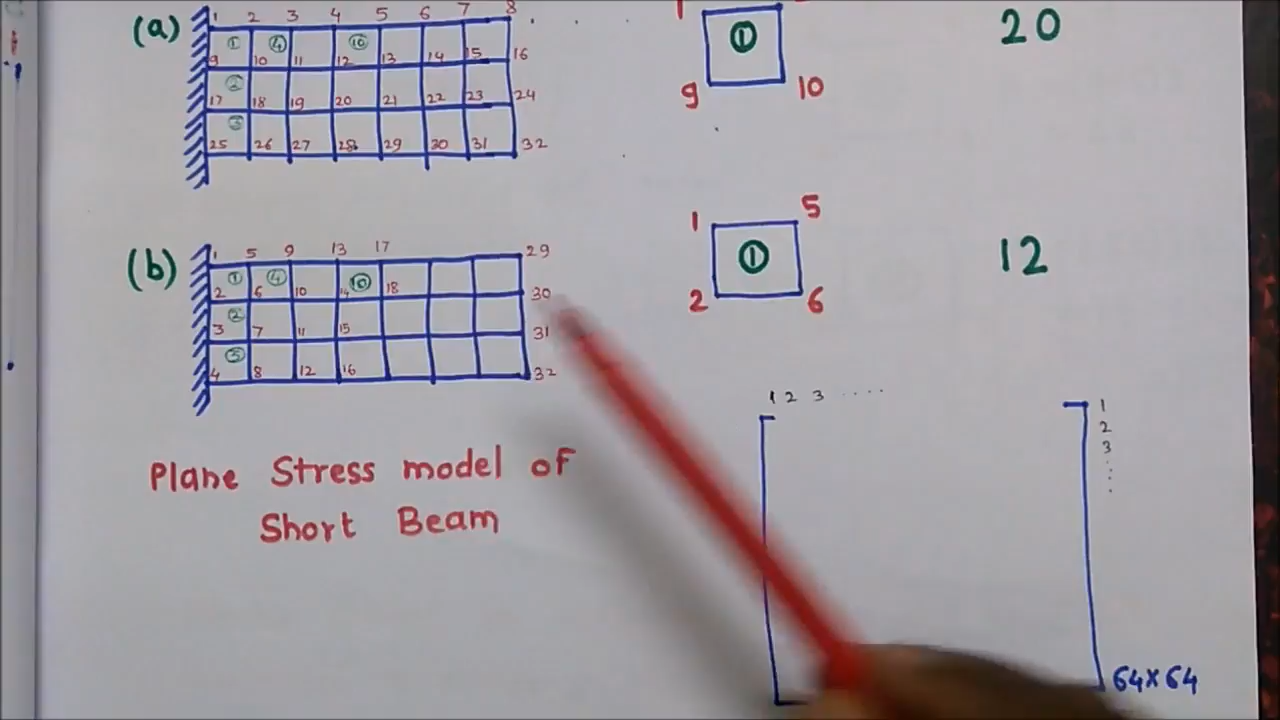 (a)
1 2 3 4 5 6 7 8
① ④ ⑩
9 10 11 12 13 14 15 16
②
17 18 19 20 21 22 23 24
③
25 26 27 28 29 30 31 32
1
①
9 10
20
(b)
1 5 9 13 17 29
① ④ ⑩
2 6 10 14 18 30
②
3 7 11 15 31
③
4 8 12 16 32
1 5
①
2 6
12
Plane Stress model of
Short Beam
1 2 3 ....
1
2
3
64×64